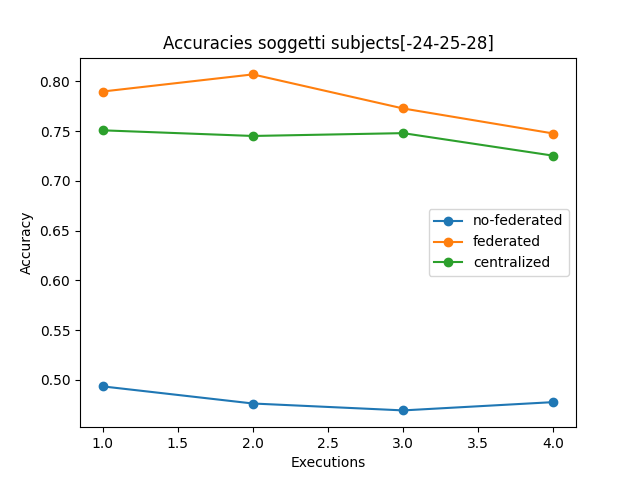 Accuracies soggetti subjects[-24-25-28]
0.80
0.75
0.70
0.65
0.60
0.55
0.50
Accuracy
no-federated
federated
centralized
1.0 1.5 2.0 2.5 3.0 3.5 4.0
Executions